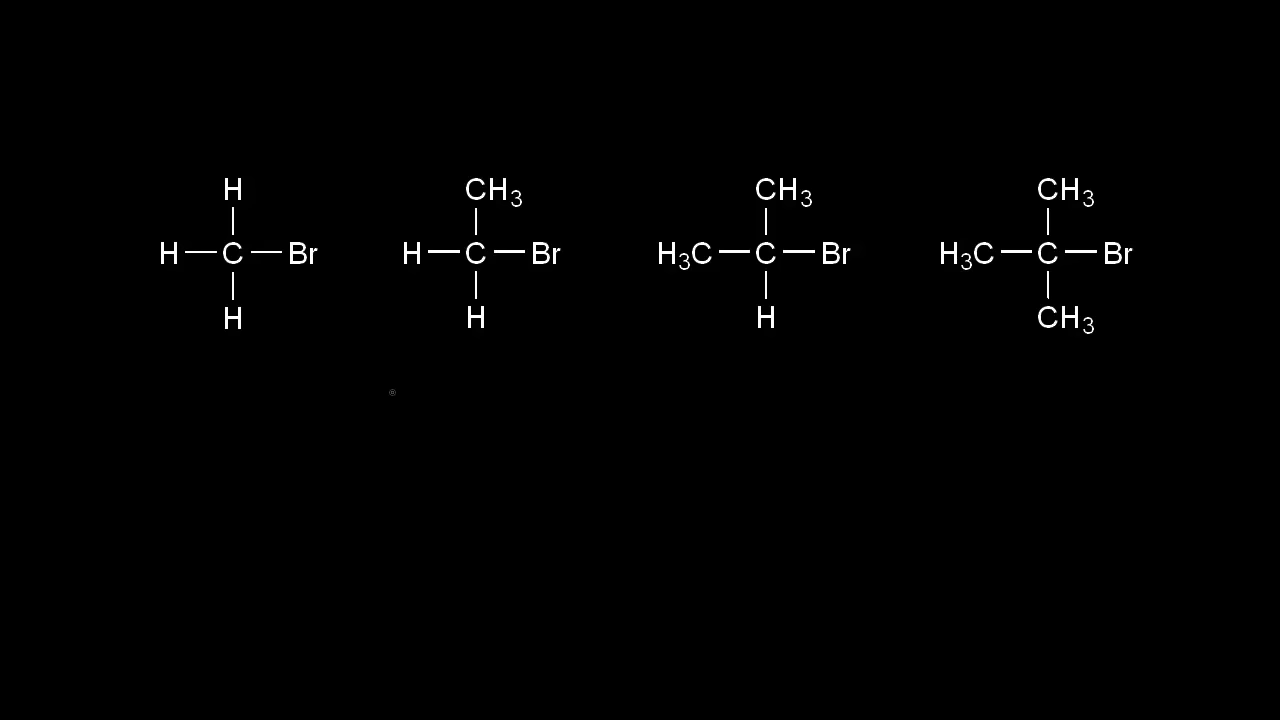 H CH₃ CH₃ CH₃
H—C—Br H—C—Br H₃C—C—Br H₃C—C—Br
H H H CH₃